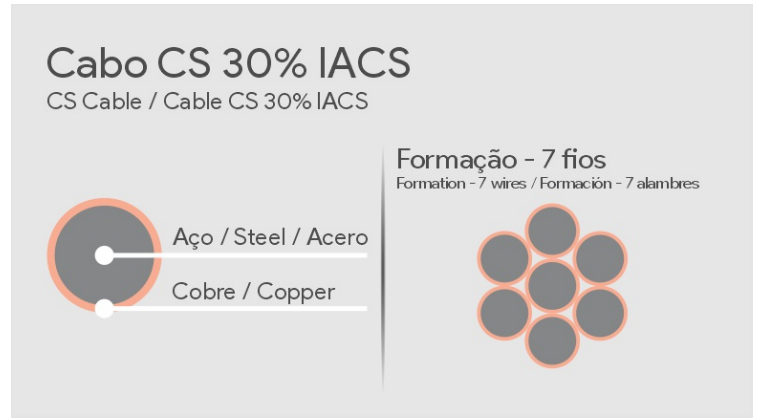 Cabo CS 30% IACS
CS Cable / Cable CS 30% IACS
Aço / Steel / Acero
Cobre / Copper
Formação - 7 fios
Formation - 7 wires / Formación - 7 alambres